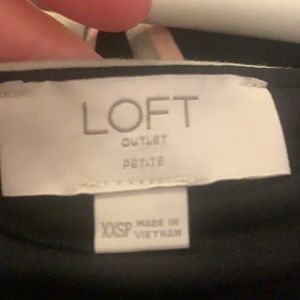 LOFT
OUTLET
PETITE
XXSP MADE IN
VIETNAM